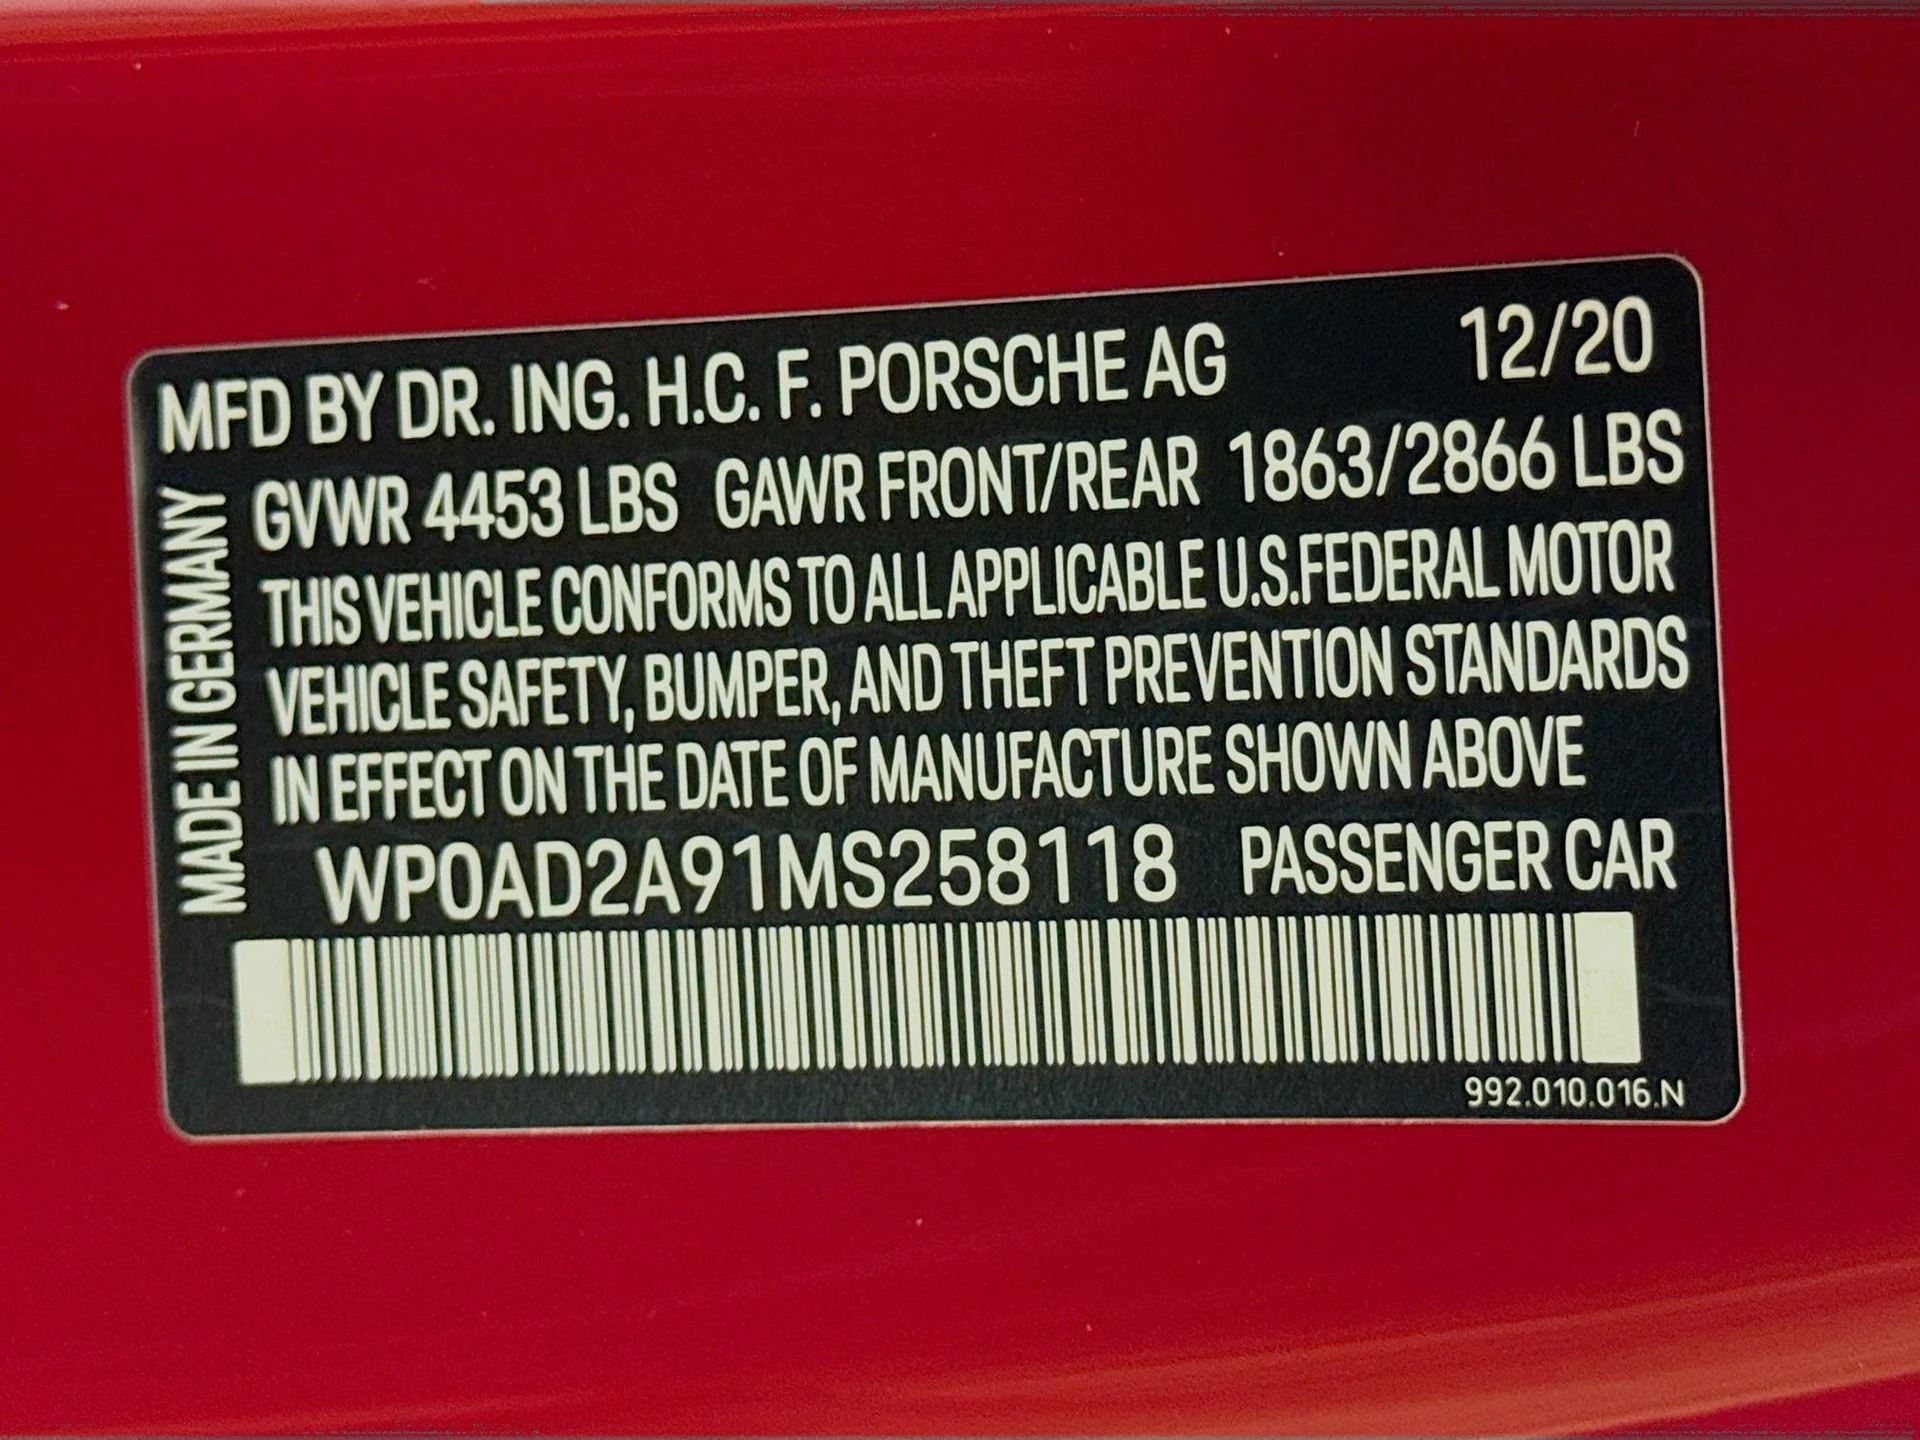 MFD BY DR. ING. H.C. F. PORSCHE AG 12/20
GVWR 4453 LBS GAWR FRONT/REAR 1863/2866 LBS
THIS VEHICLE CONFORMS TO ALL APPLICABLE U.S.FEDERAL MOTOR
VEHICLE SAFETY, BUMPER, AND THEFT PREVENTION STANDARDS
IN EFFECT ON THE DATE OF MANUFACTURE SHOWN ABOVE
WP0AD2A91MS258118 PASSENGER CAR
MADE IN GERMANY
992.010.016.N